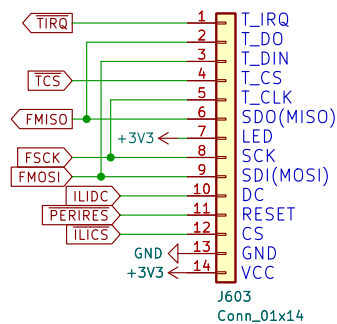 TIRQ 1 T_IRQ
2 T_DO
3 T_DIN
TCS 4 T_CS
5 T_CLK
FMISO 6 SDO(MISO)
+3V3 7 LED
FSCK 8 SCK
FMOSI 9 SDI(MOSI)
ILIDC 10 DC
PERIRES 11 RESET
ILICS 12 CS
GND 13 GND
+3V3 14 VCC
J603
Conn_01x14